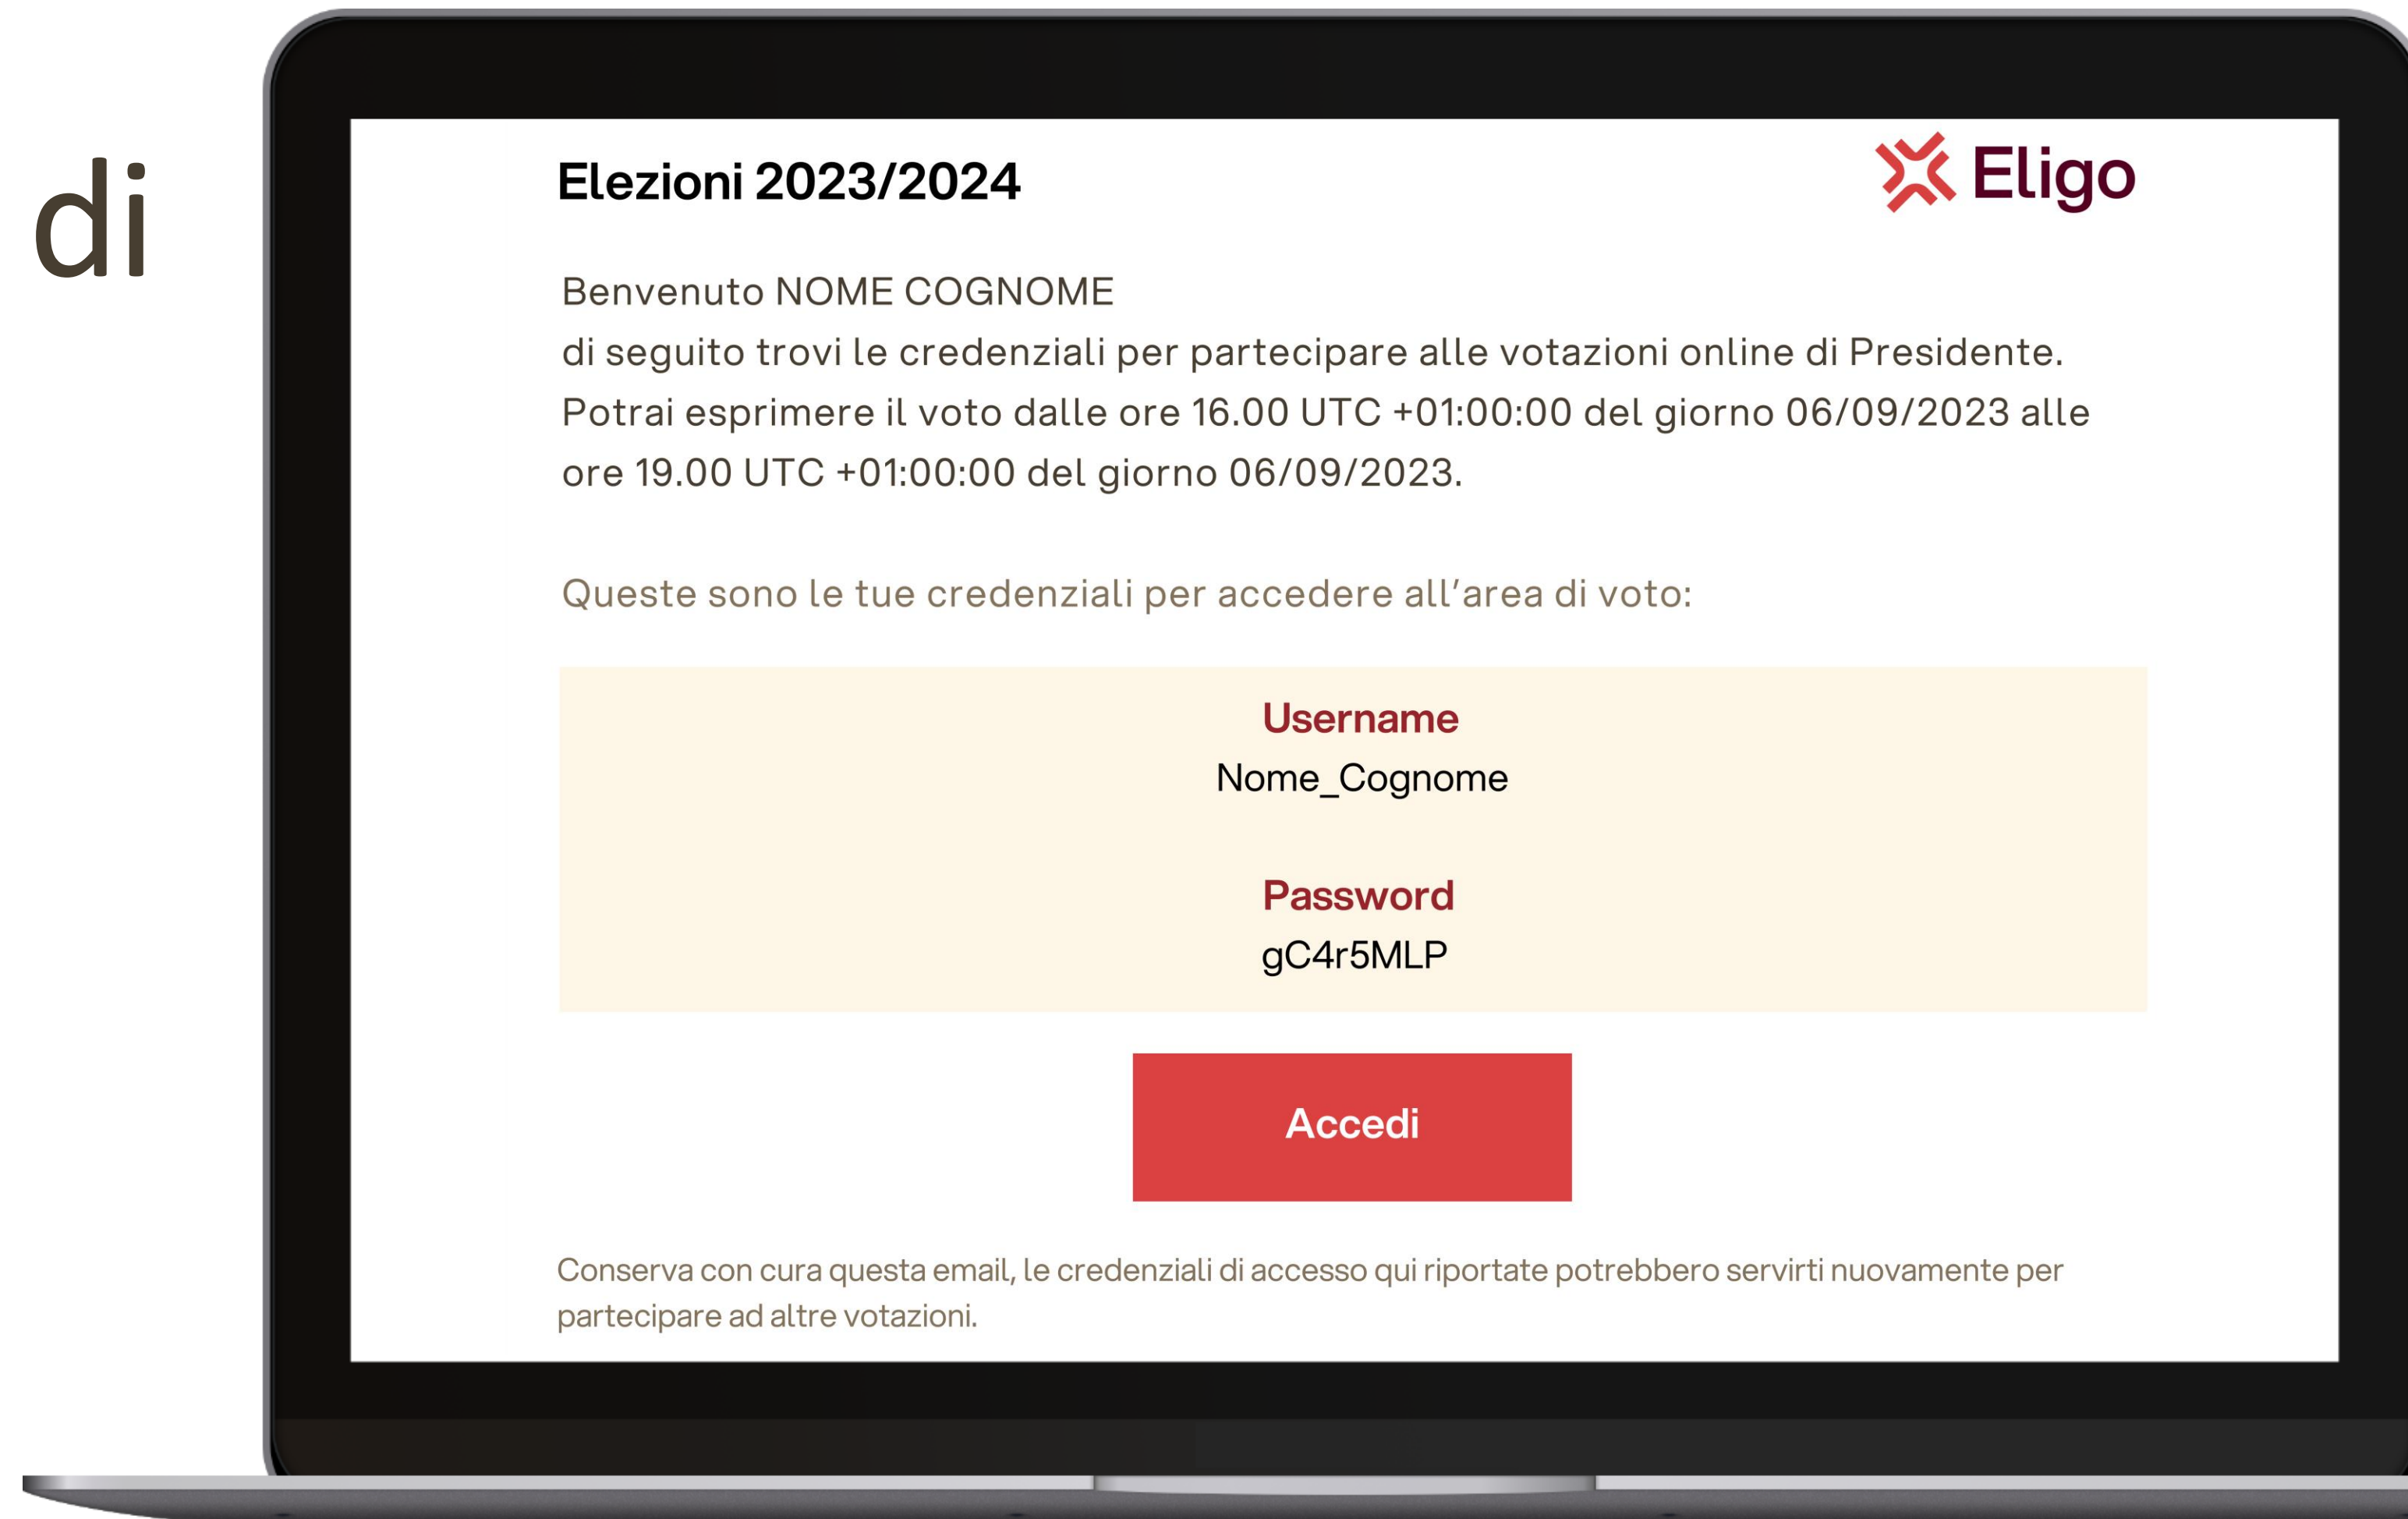 di
Elezioni 2023/2024
Eligo
Benvenuto NOME COGNOME
di seguito trovi le credenziali per partecipare alle votazioni online di Presidente.
Potrai esprimere il voto dalle ore 16.00 UTC +01:00:00 del giorno 06/09/2023 alle
ore 19.00 UTC +01:00:00 del giorno 06/09/2023.
Queste sono le tue credenziali per accedere all’area di voto:
Username
Nome_Cognome
Password
gC4r5MLP
Accedi
Conserva con cura questa email, le credenziali di accesso qui riportate potrebbero servirti nuovamente per
partecipare ad altre votazioni.